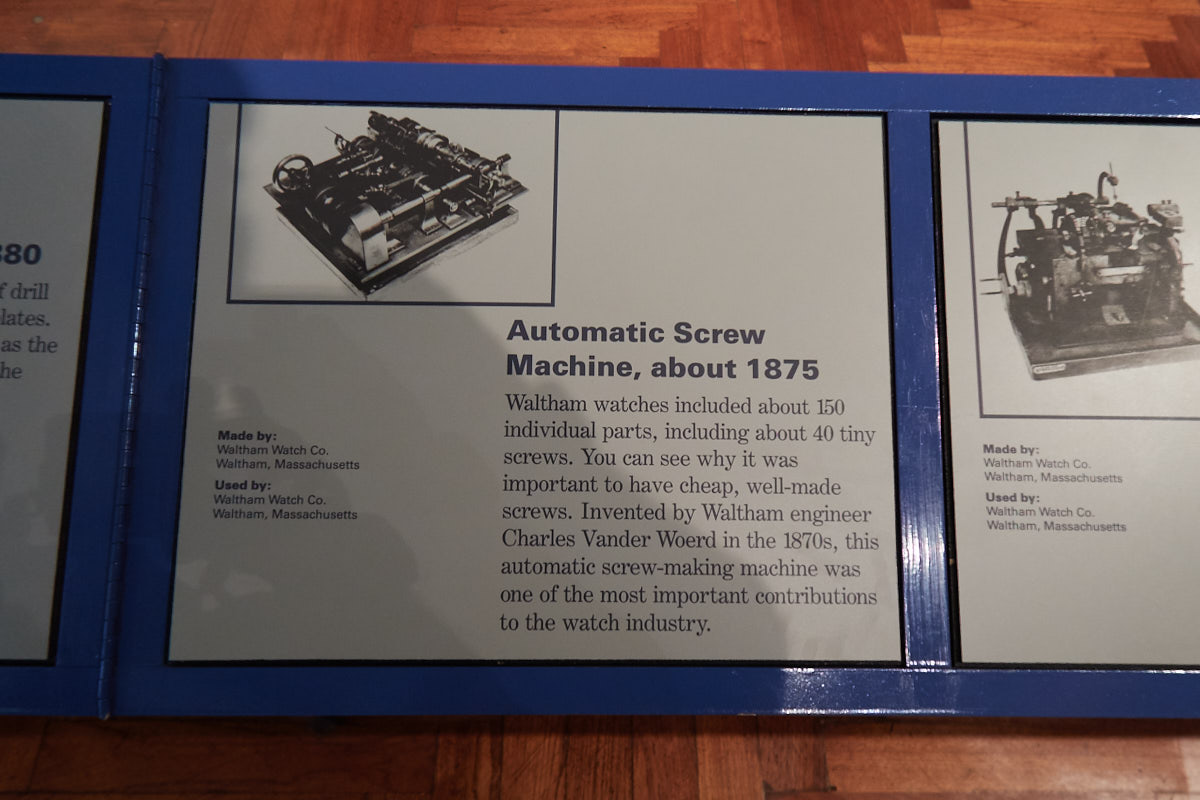 880
of drill
plates.
as the
he
Automatic Screw
Machine, about 1875
Waltham watches included about 150
individual parts, including about 40 tiny
screws. You can see why it was
important to have cheap, well-made
screws. Invented by Waltham engineer
Charles Vander Woerd in the 1870s, this
automatic screw-making machine was
one of the most important contributions
to the watch industry.
Made by:
Waltham Watch Co.
Waltham, Massachusetts
Used by:
Waltham Watch Co.
Waltham, Massachusetts
Made by:
Waltham Watch Co.
Waltham, Massachusetts
Used by:
Waltham Watch Co.
Waltham, Massachusetts